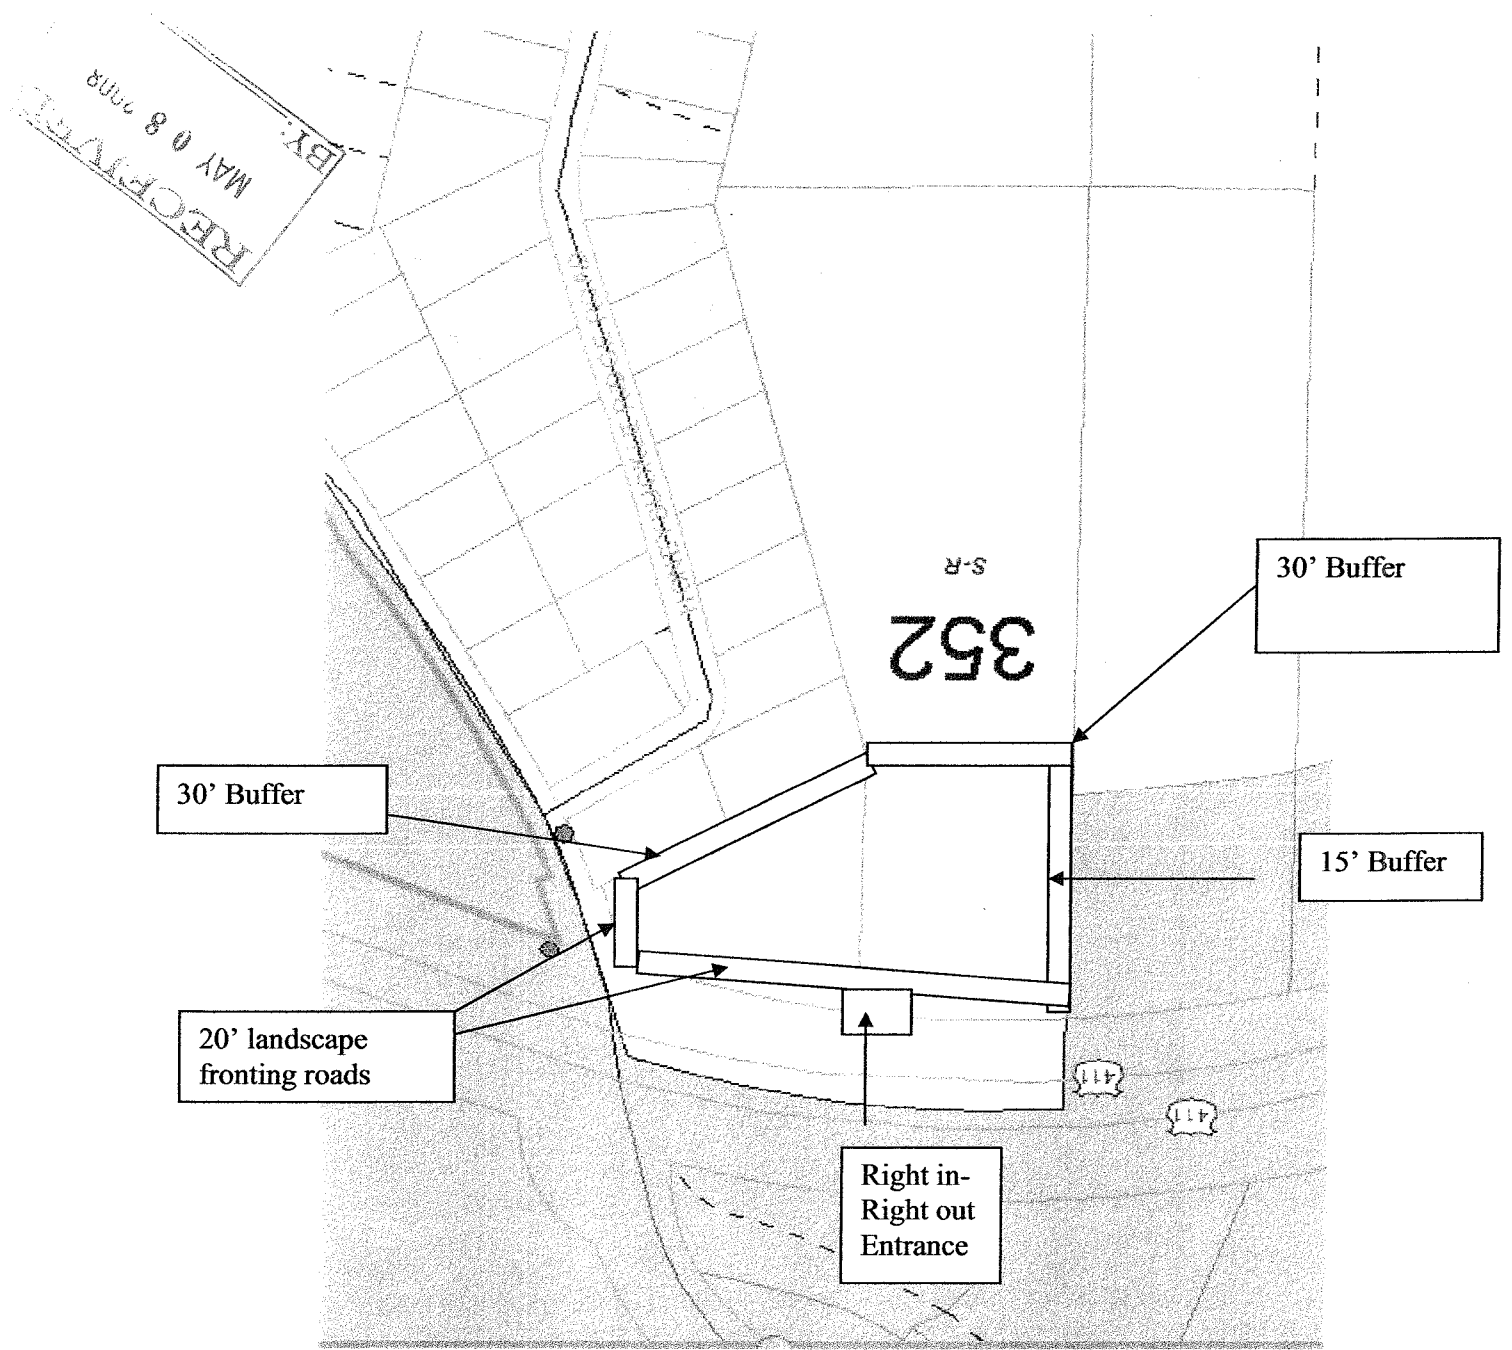 BY:
MAY 0 8 2008
S-R
352
30’ Buffer
30’ Buffer
15’ Buffer
20’ landscape
fronting roads
411
411
Right in-
Right out
Entrance